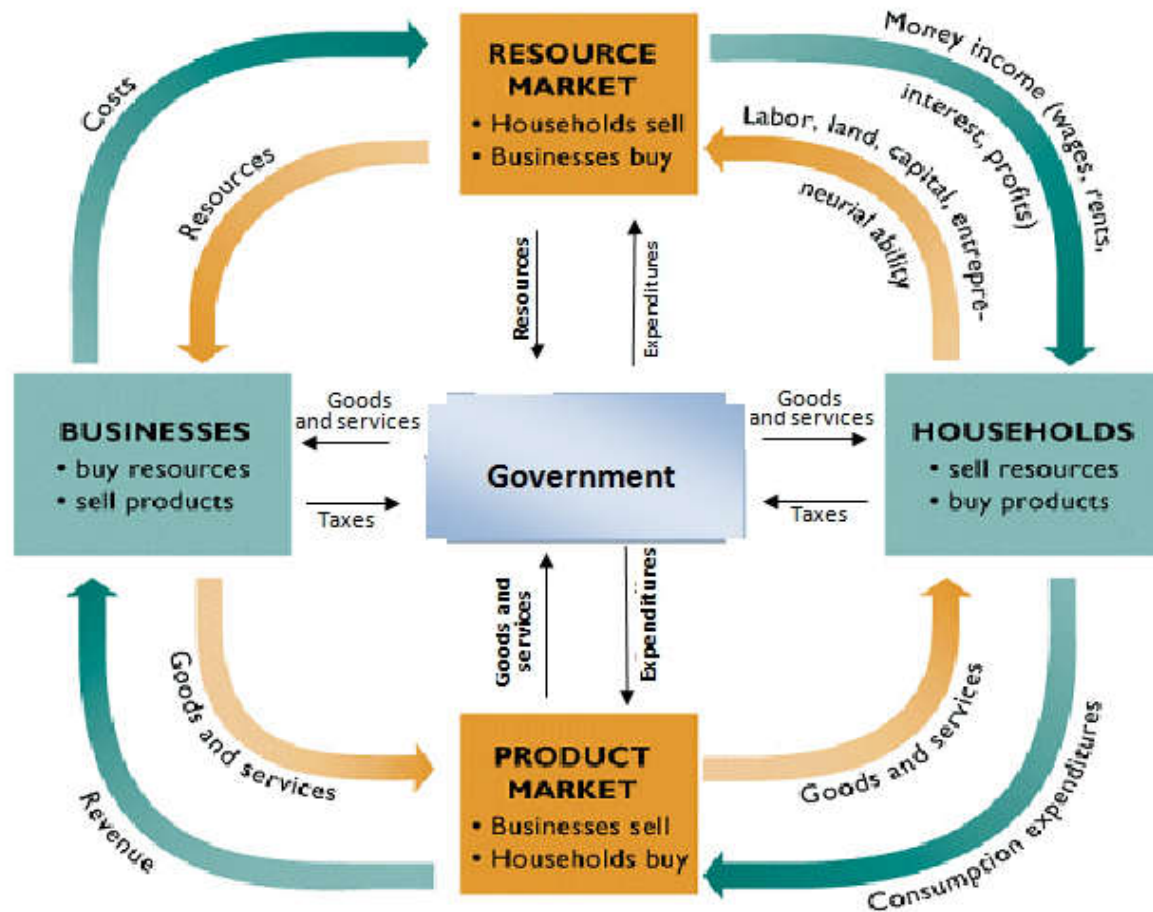 RESOURCE
MARKET
• Households sell
• Businesses buy
Costs
Resources
Money income (wages, rents,
interest, profits)
Labor, land, capital, entrepre-
neurial ability
Resources
Expenditures
BUSINESSES
• buy resources
• sell products
Goods
and services
Taxes
Government
Goods
and services
Taxes
HOUSEHOLDS
• sell resources
• buy products
Goods and
services
Expenditures
Goods and services
Revenue
PRODUCT
MARKET
• Businesses sell
• Households buy
Goods and services
Consumption expenditures